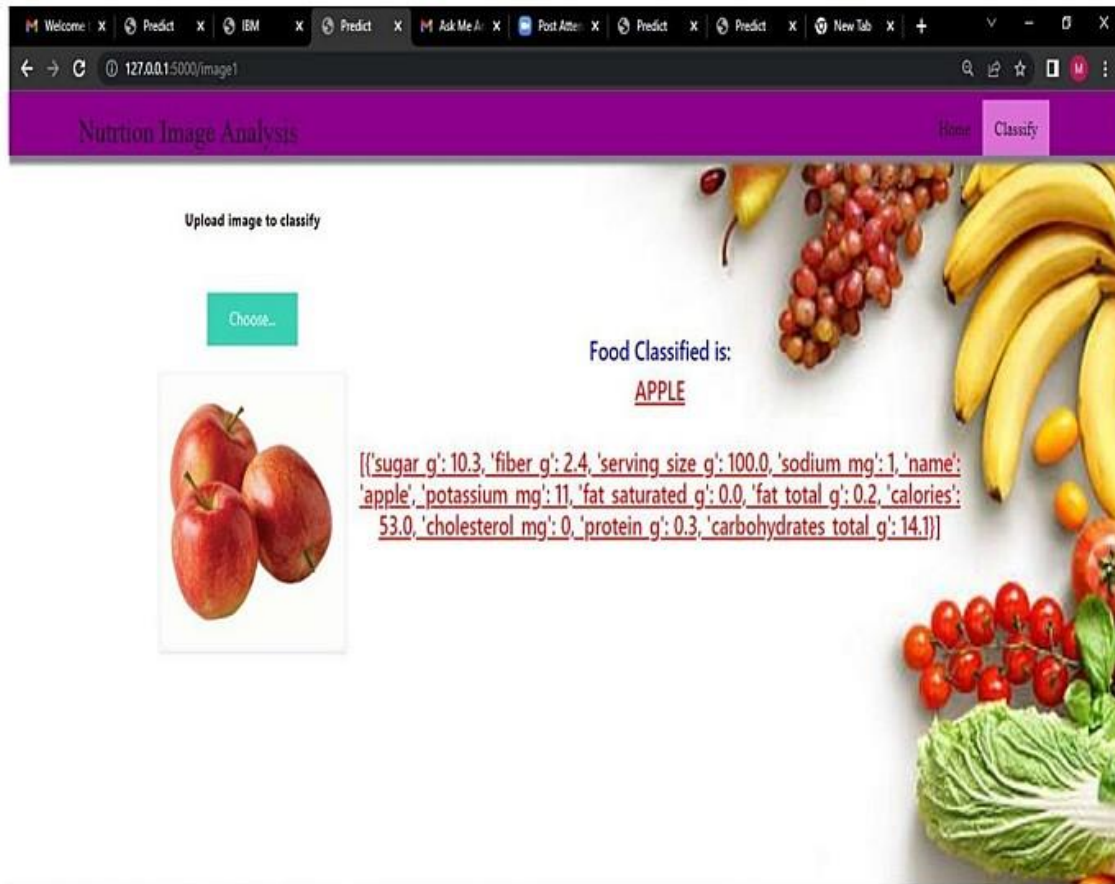 Welcome t
Predict
IBM
Predict
Ask Me A
Post Atten
Predict
Predict
New Tab
127.0.0.1:5000/image1
M
Nutrtion Image Analysis
Home
Classify
Upload image to classify
Choose...
Food Classified is:
APPLE
[{'sugar_g': 10.3, 'fiber_g': 2.4, 'serving_size_g': 100.0, 'sodium_mg': 1, 'name':
'apple', 'potassium_mg': 11, 'fat_saturated_g': 0.0, 'fat_total_g': 0.2, 'calories':
53.0, 'cholesterol_mg': 0, 'protein_g': 0.3, 'carbohydrates_total_g': 14.1}]